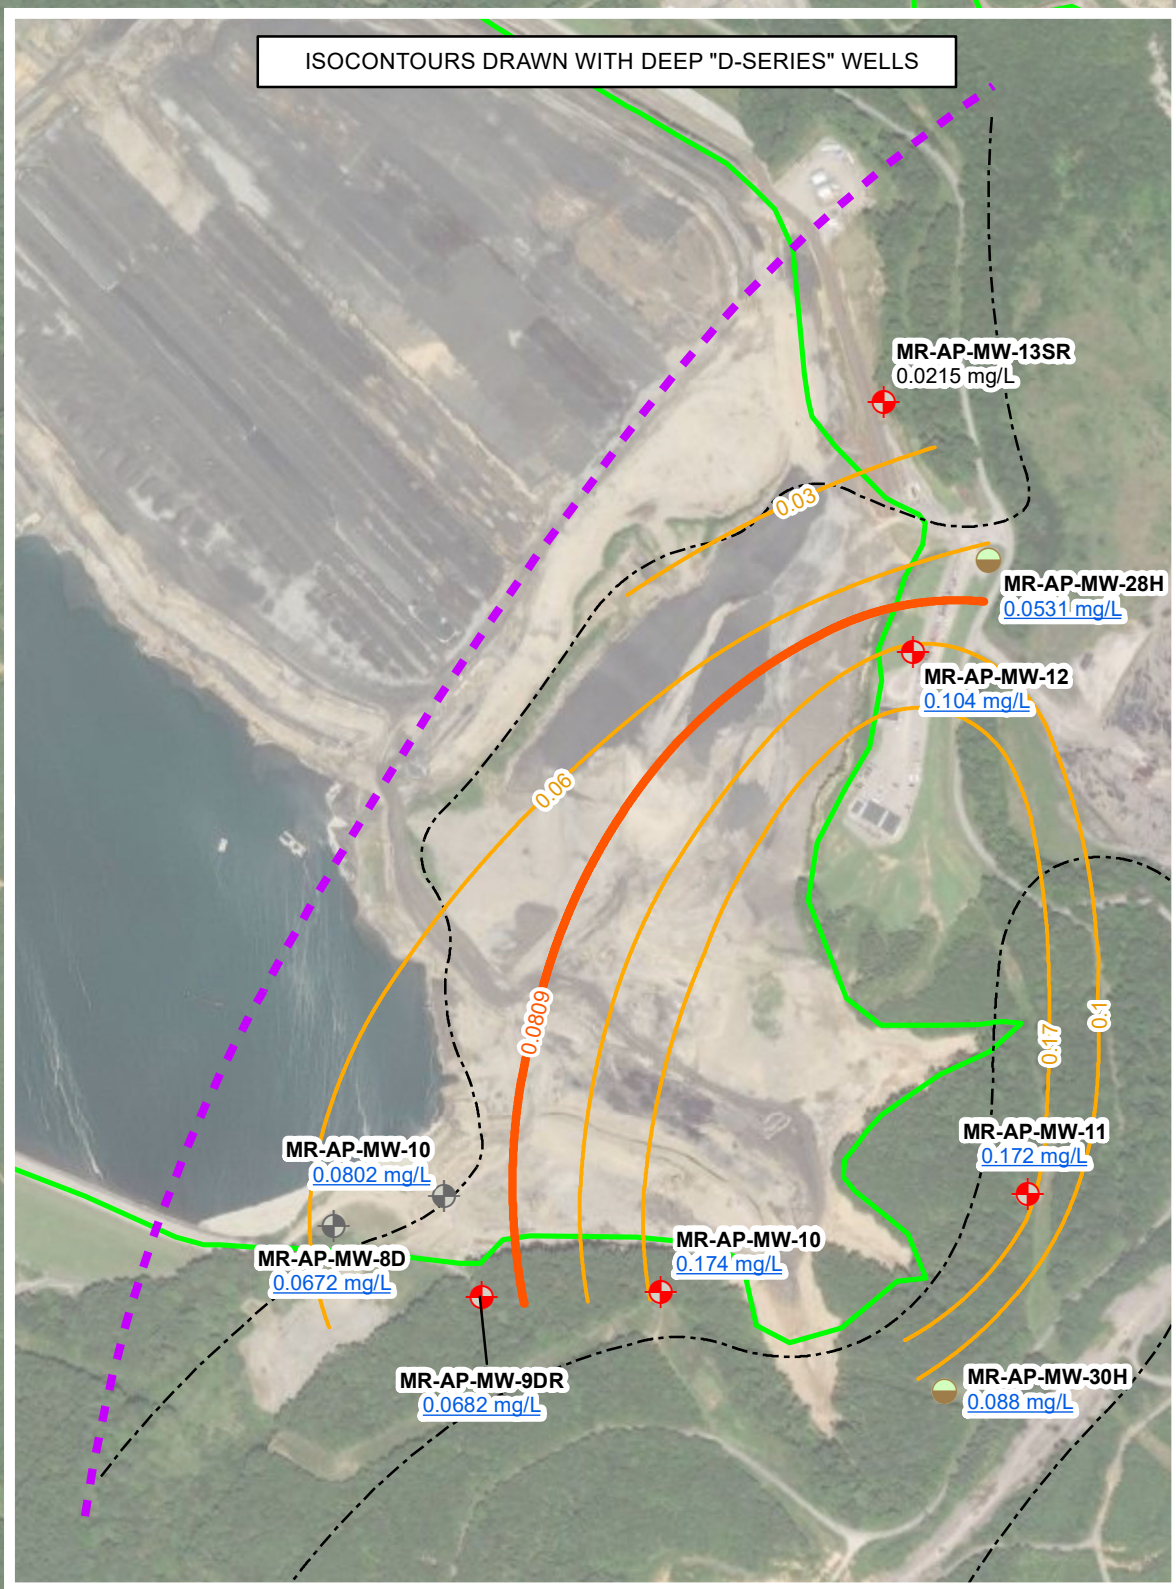 ISOCONTOURS DRAWN WITH DEEP "D-SERIES" WELLS
MR-AP-MW-13SR
0.0215 mg/L
0.03
MR-AP-MW-28H
0.0531 mg/L
MR-AP-MW-12
0.104 mg/L
0.06
0.0809
0.17
0.1
MR-AP-MW-11
0.172 mg/L
MR-AP-MW-10
0.0802 mg/L
MR-AP-MW-10
0.174 mg/L
MR-AP-MW-8D
0.0672 mg/L
MR-AP-MW-9DR
0.0682 mg/L
MR-AP-MW-30H
0.088 mg/L